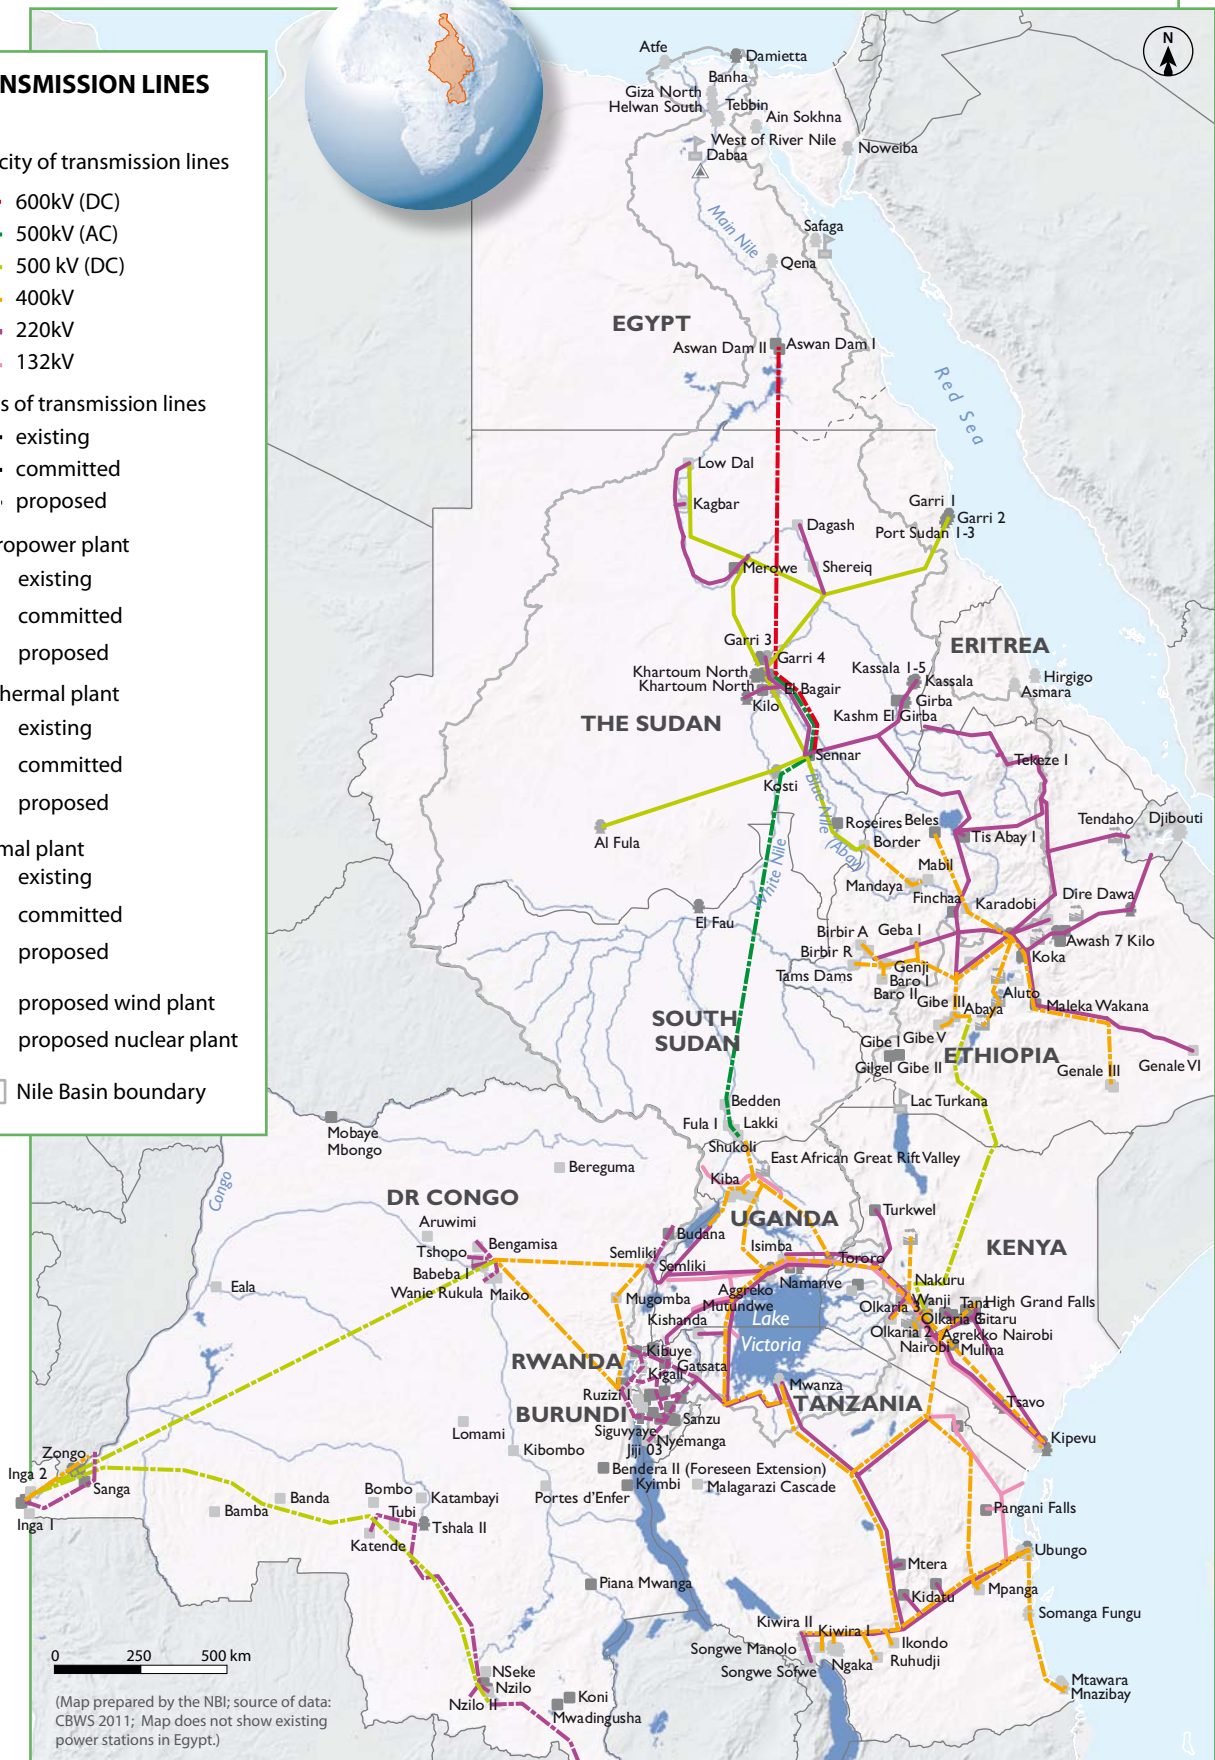 NSMISSION LINES
city of transmission lines
600kV (DC)
500kV (AC)
500 kV (DC)
400kV
220kV
132kV
s of transmission lines
existing
committed
proposed
ropower plant
existing
committed
proposed
hermal plant
existing
committed
proposed
mal plant
existing
committed
proposed
proposed wind plant
proposed nuclear plant
Nile Basin boundary
N
Atfe
Damietta
Banha
Giza North
Helwan South
Tebbin
Ain Sokhna
West of River Nile
Dabaa
Noweiba
Main Nile
Safaga
Qena
EGYPT
Aswan Dam II
Aswan Dam I
Red Sea
Low Dal
Kagbar
Dagash
Garri 1
Garri 2
Port Sudan 1-3
Merowe
Shereiq
Garri 3
Garri 4
ERITREA
Khartoum North
Khartoum North
El Bagair
Kilo
Kassala 1-5
Kassala
Girba
Kashm El Girba
Hirgigo
Asmara
THE SUDAN
Sennar
Tekeze I
Kosti
Blue Nile (Abay)
Al Fula
Roseires
Beles
Border
Tis Abay I
Tendaho
Djibouti
White Nile
Mabil
Mandaya
Finchaa
Karadobi
Dire Dawa
El Fau
Birbir A
Geba I
Birbir R
Awash 7 Kilo
Koka
Tams Dams
Genji
Baro I
Baro II
Gibe III
Aluto
Abaya
Maleka Wakana
SOUTH
SUDAN
Gibe I
Gibe V
ETHIOPIA
Gilgel Gibe II
Genale III
Genale VI
Bedden
Lac Turkana
Fula I
Lakki
Shukoli
Mobaye
Mbongo
Bereguma
East African Great Rift Valley
Kiba
Congo
DR CONGO
Aruwimi
UGANDA
Turkwel
Tshopo
Bengamisa
Budana
Isimba
Tororo
KENYA
Semliki
Semliki
Babeba I
Wanie Rukula
Maiko
Eala
Mugomba
Aggreko
Mutundwe
Namanve
Nakuru
Kishanda
Lake
Victoria
Olkaria 3
Wanji
Tana
High Grand Falls
Olkaria
Gitaru
Olkaria 2
Agrekko Nairobi
Nairobi
Mulina
RWANDA
Kibuye
Gatsata
Kigali
Ruzizi I
Mwanza
BURUNDI
TANZANIA
Tsavo
Sanzu
Siguvyaye
Nyemanga
Jiji 03
Lomami
Kibombo
Kipevu
Zongo
Inga 2
Sanga
Inga 1
Bendera II (Foreseen Extension)
Kyimbi
Malagarazi Cascade
Portes d'Enfer
Bamba
Banda
Bombo
Katambayi
Tubi
Tshala II
Katende
Pangani Falls
Ubungo
Mtera
Piana Mwanga
Kidatu
Mpanga
Somanga Fungu
Kiwira II
Kiwira I
Songwe Manolo
Songwe Sofwe
Ngaka
Ikondo
Ruhudji
Mtawara
Mnazibay
NSeke
Nzilo
Nzilo II
Koni
Mwadingusha
0 250 500 km
(Map prepared by the NBI; source of data:
CBWS 2011; Map does not show existing
power stations in Egypt.)